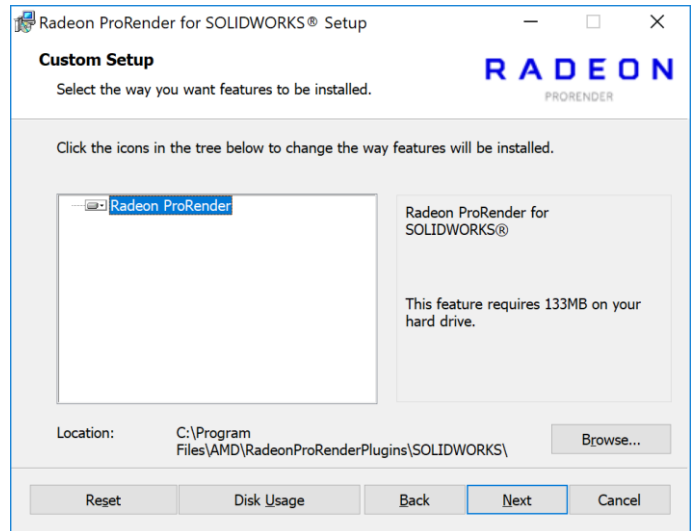 Radeon ProRender for SOLIDWORKS® Setup
Custom Setup
Select the way you want features to be installed.
RADEON
PRORENDER
Click the icons in the tree below to change the way features will be installed.
Radeon ProRender
Radeon ProRender for
SOLIDWORKS®
This feature requires 133MB on your
hard drive.
Location:
C:\Program
Files\AMD\RadeonProRenderPlugins\SOLIDWORKS\
Browse...
Reset
Disk Usage
Back
Next
Cancel